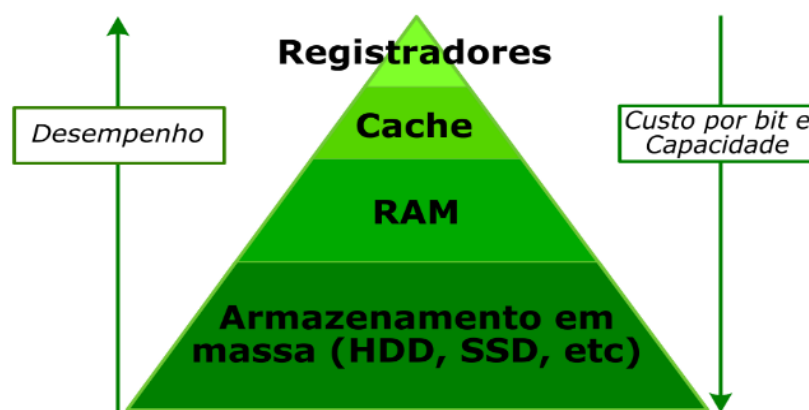 Registradores
Desempenho
Cache
Custo por bit e
Capacidade
RAM
Armazenamento em
massa (HDD, SSD, etc)